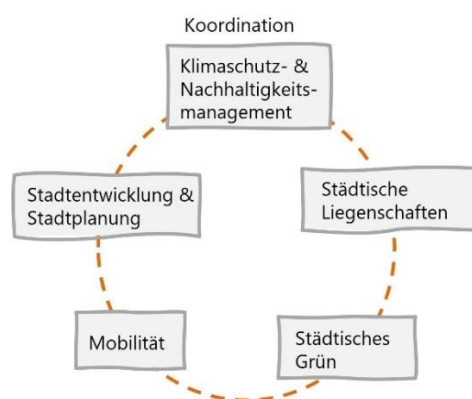 Koordination
Klimaschutz- &
Nachhaltigkeits-
management
Stadtentwicklung &
Stadtplanung
Städtische
Liegenschaften
Mobilität
Städtisches
Grün